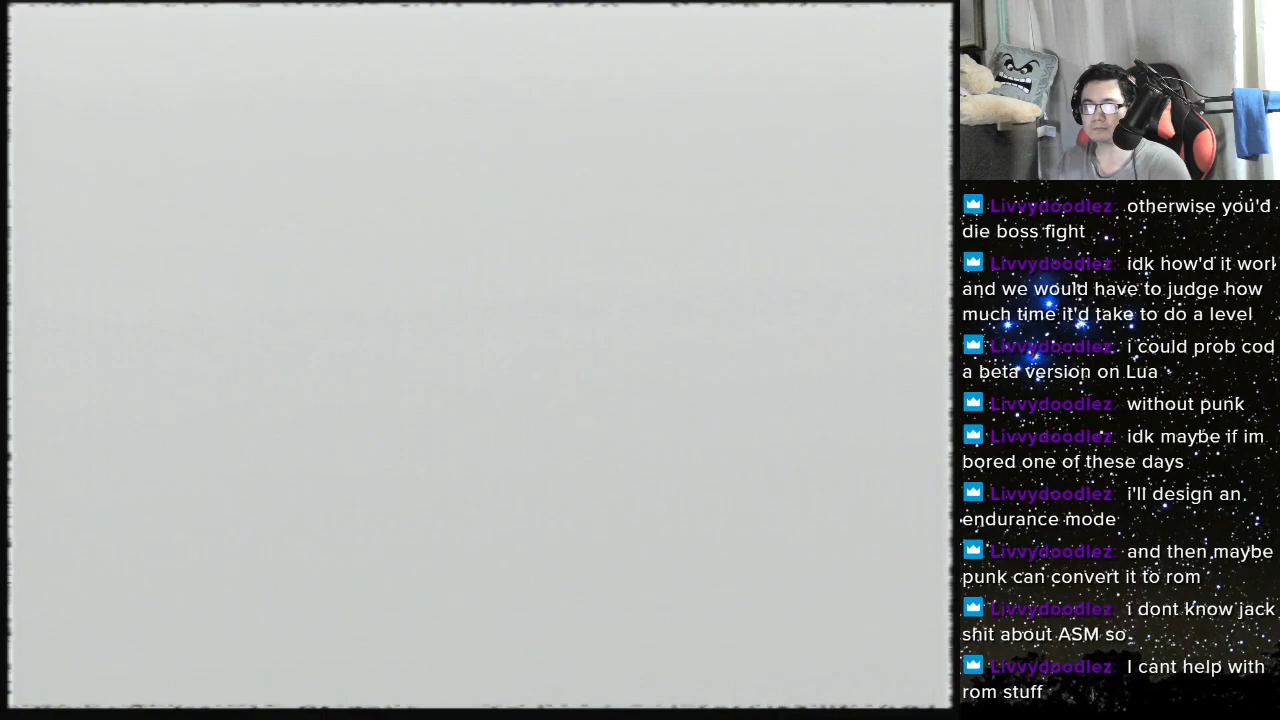 Livvydoodlez: otherwise you'd
die boss fight
Livvydoodlez: idk how'd it work
and we would have to judge how
much time it'd take to do a level
Livvydoodlez: i could prob cod
a beta version on Lua
Livvydoodlez: without punk
Livvydoodlez: idk maybe if im
bored one of these days
Livvydoodlez: i'll design an
endurance mode
Livvydoodlez: and then maybe
punk can convert it to rom
Livvydoodlez: i dont know jack
shit about ASM so
Livvydoodlez: I cant help with
rom stuff